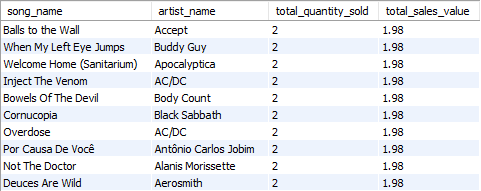 song_name artist_name total_quantity_sold total_sales_value
Balls to the Wall Accept 2 1.98
When My Left Eye Jumps Buddy Guy 2 1.98
Welcome Home (Sanitarium) Apocalyptica 2 1.98
Inject The Venom AC/DC 2 1.98
Bowels Of The Devil Body Count 2 1.98
Cornucopia Black Sabbath 2 1.98
Overdose AC/DC 2 1.98
Por Causa De Você Antônio Carlos Jobim 2 1.98
Not The Doctor Alanis Morissette 2 1.98
Deuces Are Wild Aerosmith 2 1.98